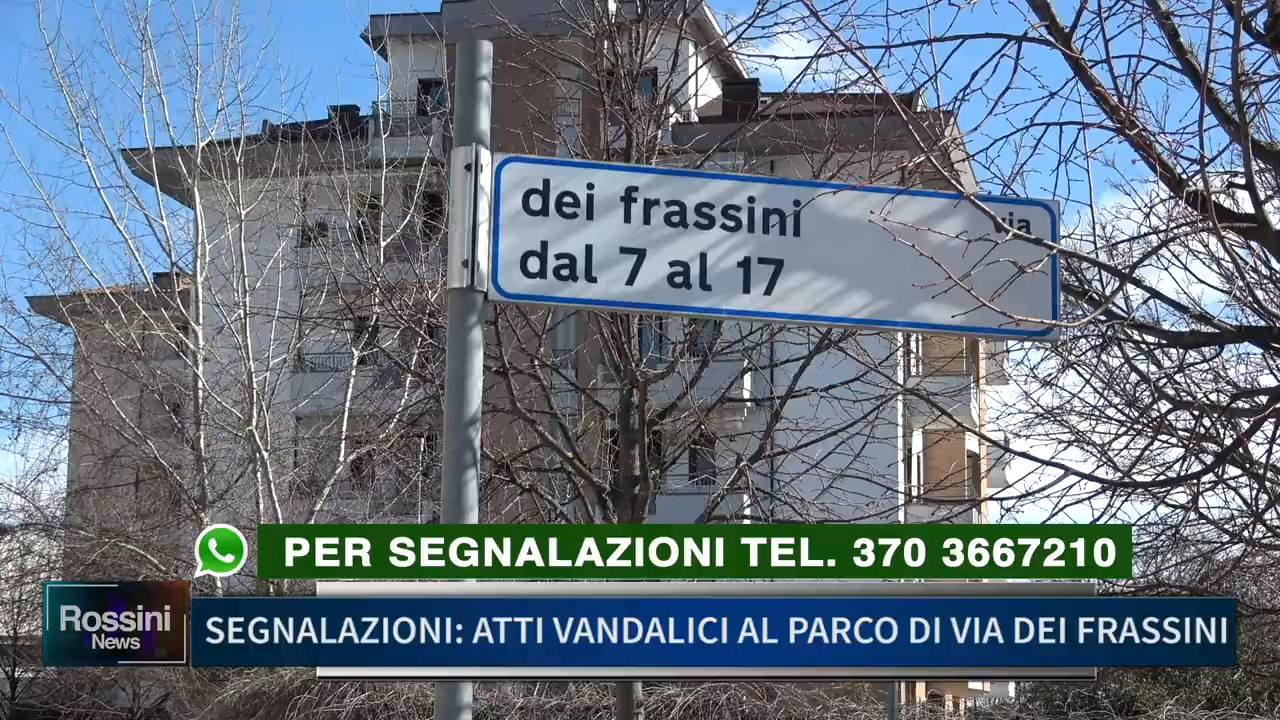 via
dei frassini
dal 7 al 17
PER SEGNALAZIONI TEL. 370 3667210
Rossini
News
SEGNALAZIONI: ATTI VANDALICI AL PARCO DI VIA DEI FRASSINI